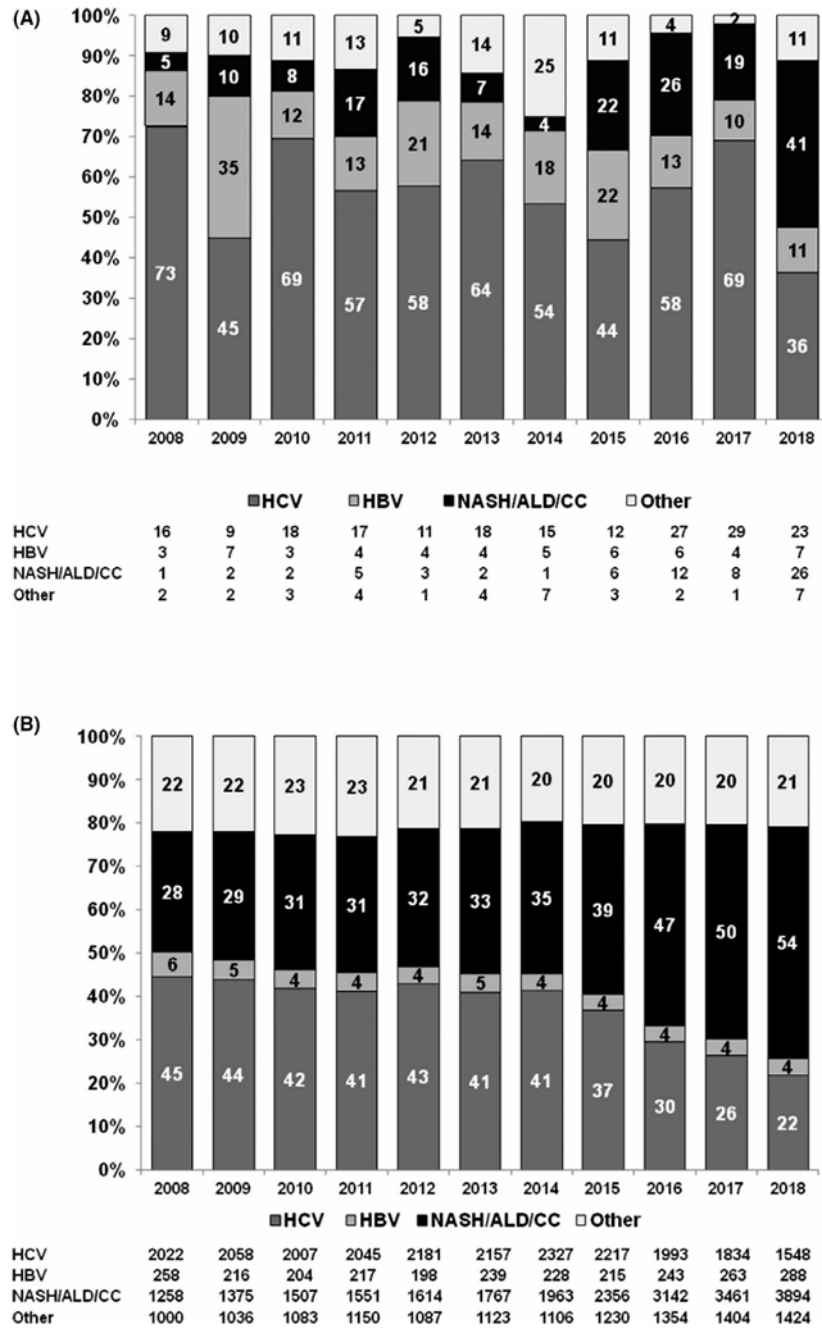 (A)
100%
90%
80%
70%
60%
50%
40%
30%
20%
10%
0%
9 10 11 13 5 14 25 11 4 2 11
5 10 8 17 16 7 4 22 26 19 41
14 35 12 13 21 14 18 22 13 10 11
73 45 69 57 58 64 54 44 58 69 36
2008 2009 2010 2011 2012 2013 2014 2015 2016 2017 2018
HCV HBV NASH/ALD/CC Other
HCV 16 9 18 17 11 18 15 12 27 29 23
HBV 3 7 3 4 4 4 5 6 6 4 7
NASH/ALD/CC 1 2 2 5 3 2 1 6 12 8 26
Other 2 2 3 4 1 4 7 3 2 1 7
(B)
100%
90%
80%
70%
60%
50%
40%
30%
20%
10%
0%
22 22 23 23 21 21 20 20 20 20 21
28 29 31 31 32 33 35 39 47 50 54
6 5 4 4 4 5 4 4 4 4 4
45 44 42 41 43 41 41 37 30 26 22
2008 2009 2010 2011 2012 2013 2014 2015 2016 2017 2018
HCV HBV NASH/ALD/CC Other
HCV 2022 2058 2007 2045 2181 2157 2327 2217 1993 1834 1548
HBV 258 216 204 217 198 239 228 215 243 263 288
NASH/ALD/CC 1258 1375 1507 1551 1614 1767 1963 2356 3142 3461 3894
Other 1000 1036 1083 1150 1087 1123 1106 1230 1354 1404 1424